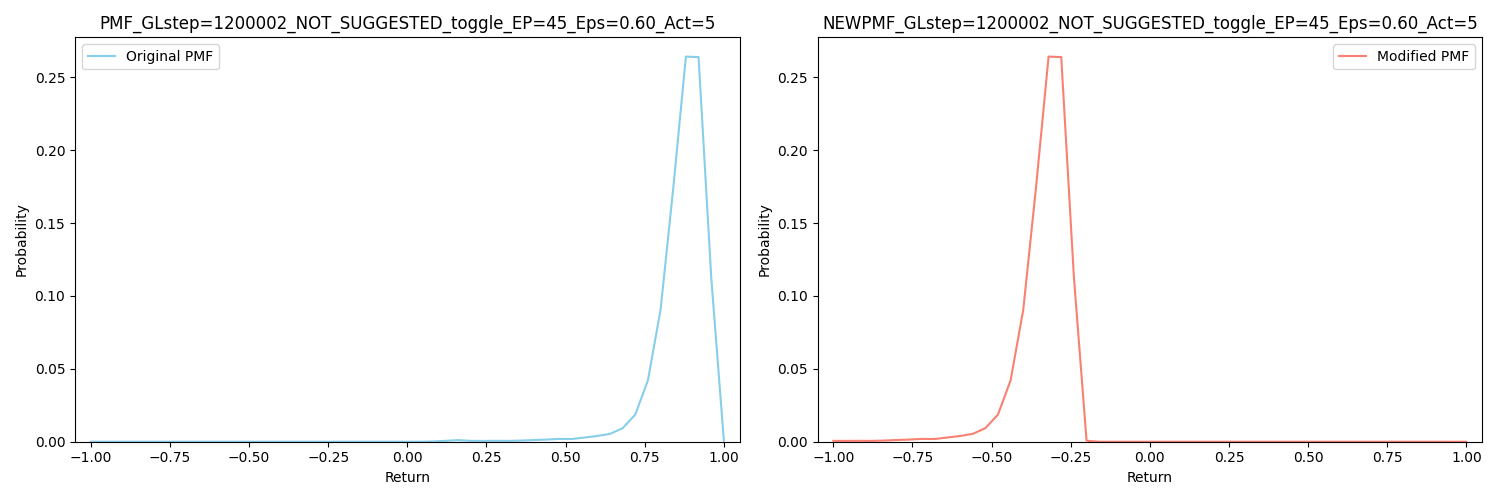 PMF_GLstep=1200002_NOT_SUGGESTED_toggle_EP=45_Eps=0.60_Act=5
Original PMF
Probability
0.25
0.20
0.15
0.10
0.05
0.00
−1.00 −0.75 −0.50 −0.25 0.00 0.25 0.50 0.75 1.00
Return
NEWPMF_GLstep=1200002_NOT_SUGGESTED_toggle_EP=45_Eps=0.60_Act=5
Modified PMF
Probability
0.25
0.20
0.15
0.10
0.05
0.00
−1.00 −0.75 −0.50 −0.25 0.00 0.25 0.50 0.75 1.00
Return